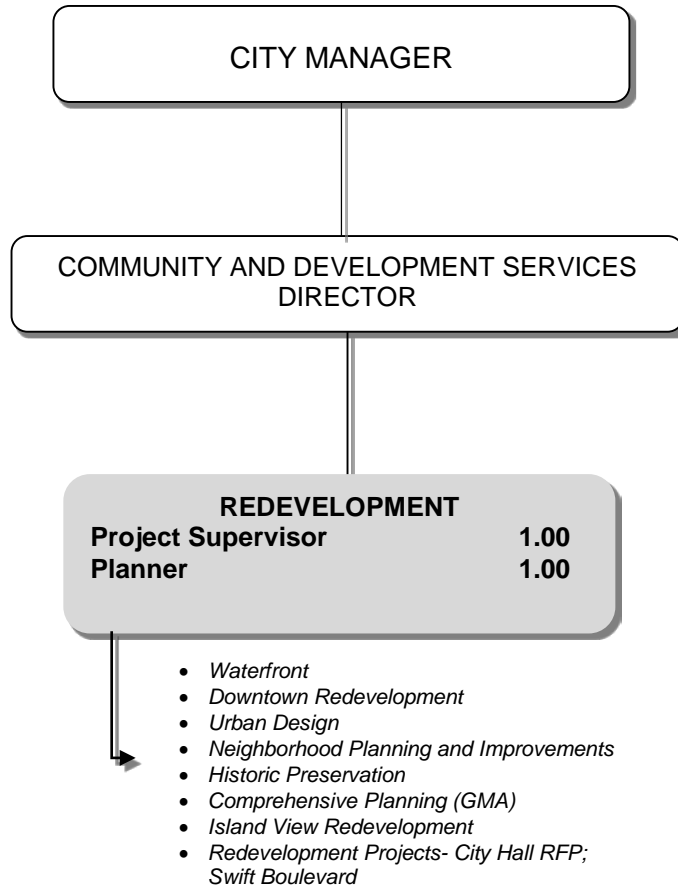 CITY MANAGER
COMMUNITY AND DEVELOPMENT SERVICES
DIRECTOR
REDEVELOPMENT
Project Supervisor 1.00
Planner 1.00
• Waterfront
• Downtown Redevelopment
• Urban Design
• Neighborhood Planning and Improvements
• Historic Preservation
• Comprehensive Planning (GMA)
• Island View Redevelopment
• Redevelopment Projects- City Hall RFP;
Swift Boulevard